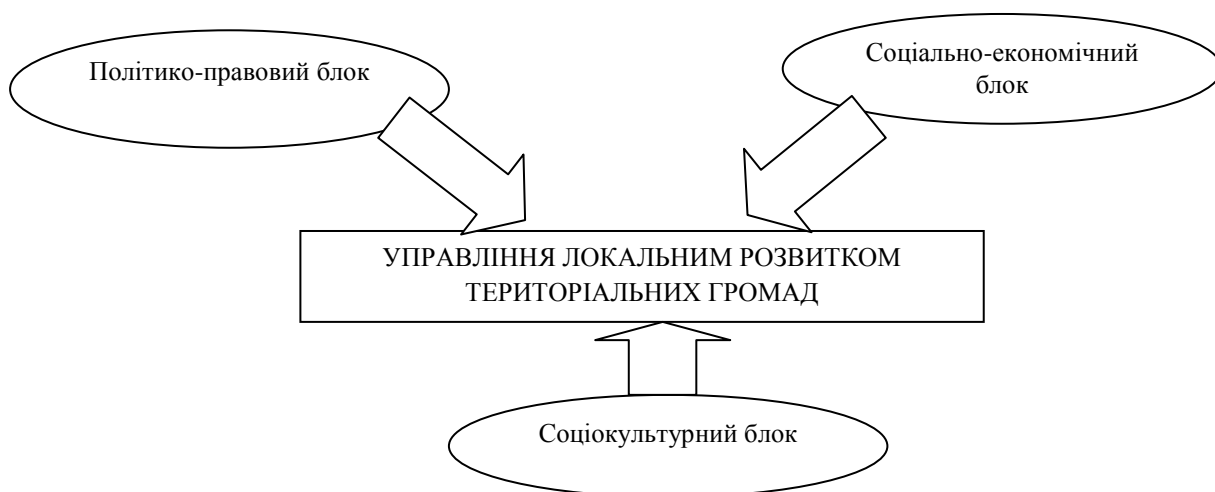 Політико-правовий блок
Соціально-економічний
блок
УПРАВЛІННЯ ЛОКАЛЬНИМ РОЗВИТКОМ
ТЕРИТОРІАЛЬНИХ ГРОМАД
Соціокультурний блок